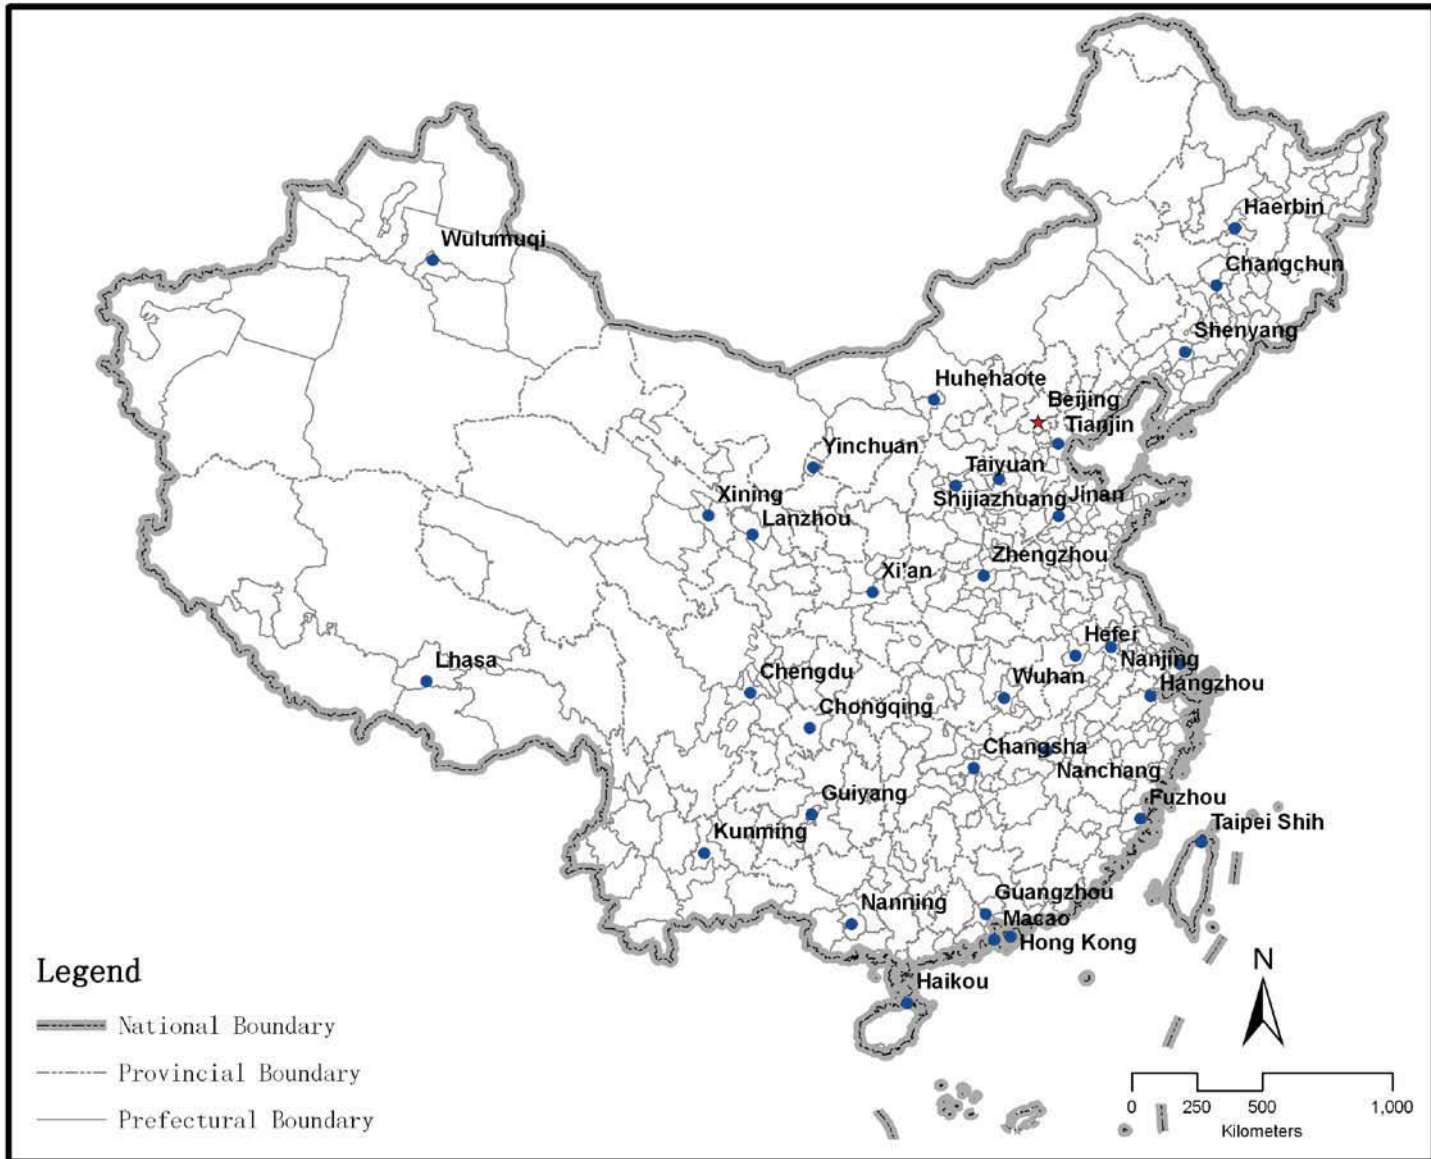 Haerbin
Wulumuqi
Changchun
Shenyang
Huhehaote
Beijing
Tianjin
Yinchuan
Taiyuan
Xining
Shijiazhuang
Jinan
Lanzhou
Zhengzhou
Xi'an
Hefer
Lhasa
Nanjing
Chengdu
Wuhan
Hangzhou
Chongqing
Changsha
Nanchang
Guiyang
Fuzhou
Kunming
Taipei Shih
Guangzhou
Nanning
Macao
Hong Kong
Haikou
Legend
National Boundary
Provincial Boundary
Prefectural Boundary
N
0 250 500 1,000
Kilometers